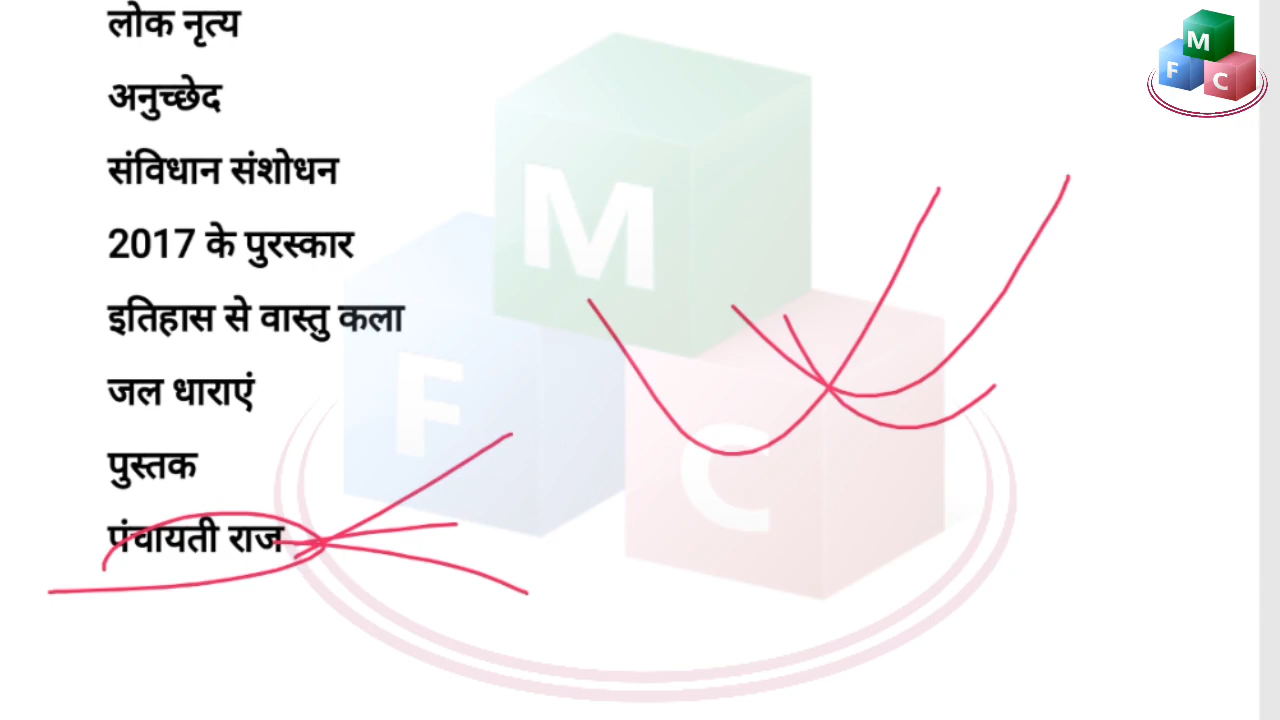 लोक नृत्य
अनुच्छेद
संविधान संशोधन
2017 के पुरस्कार
इतिहास से वास्तु कला
जल धाराएं
पुस्तक
पंचायती राज
M
F
C
M
F
C